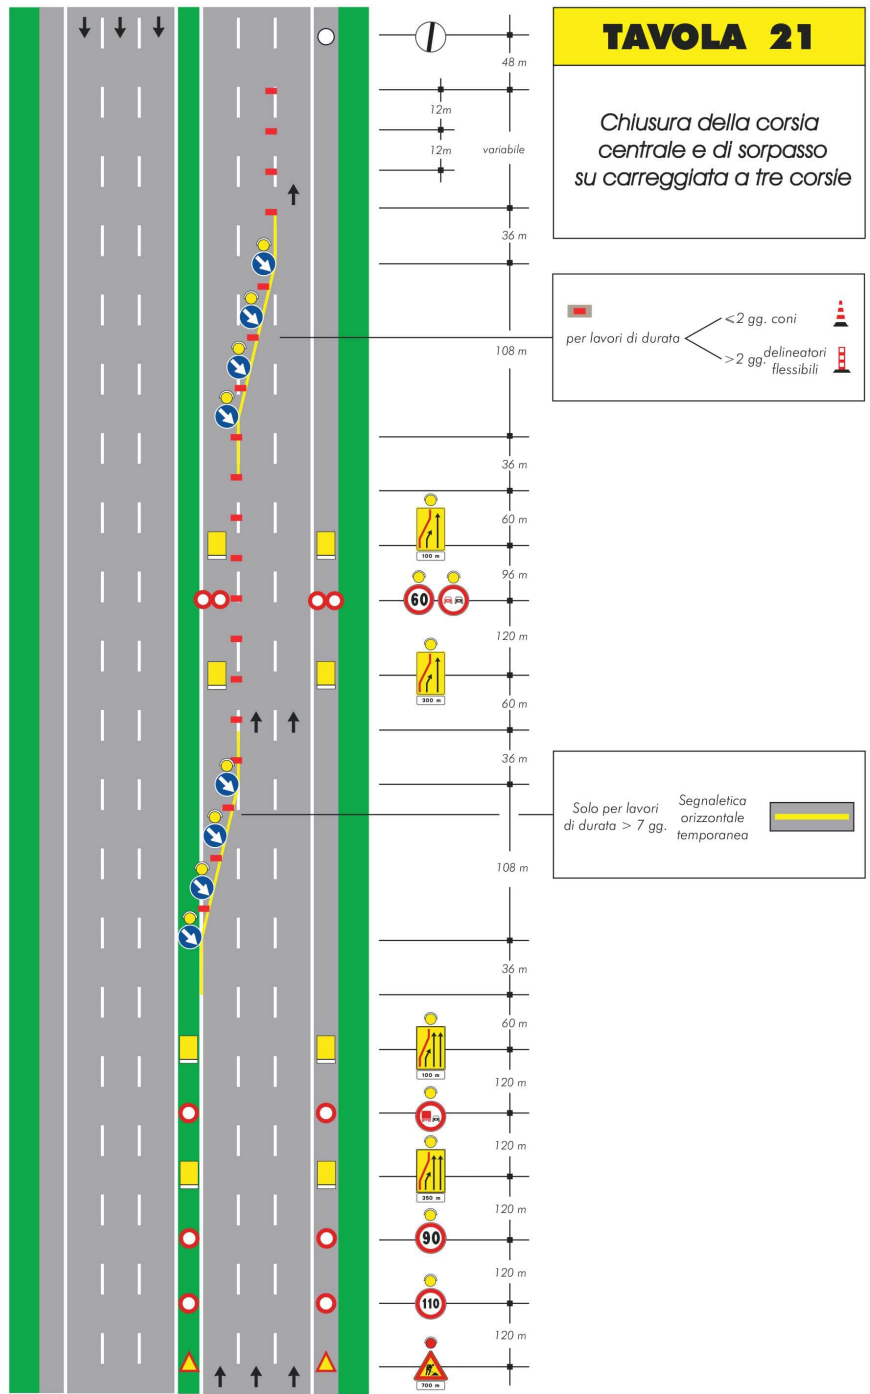 TAVOLA 21
Chiusura della corsia
centrale e di sorpasso
su carreggiata a tre corsie
48 m
12m
12m
variabile
36 m
per lavori di durata
<2 gg. coni
>2 gg. delineatori
flessibili
108 m
36 m
60 m
100 m
96 m
60
120 m
300 m
60 m
36 m
Solo per lavori
di durata > 7 gg.
Segnaletica
orizzontale
temporanea
108 m
36 m
60 m
100 m
120 m
120 m
350 m
120 m
90
120 m
110
120 m
700 m